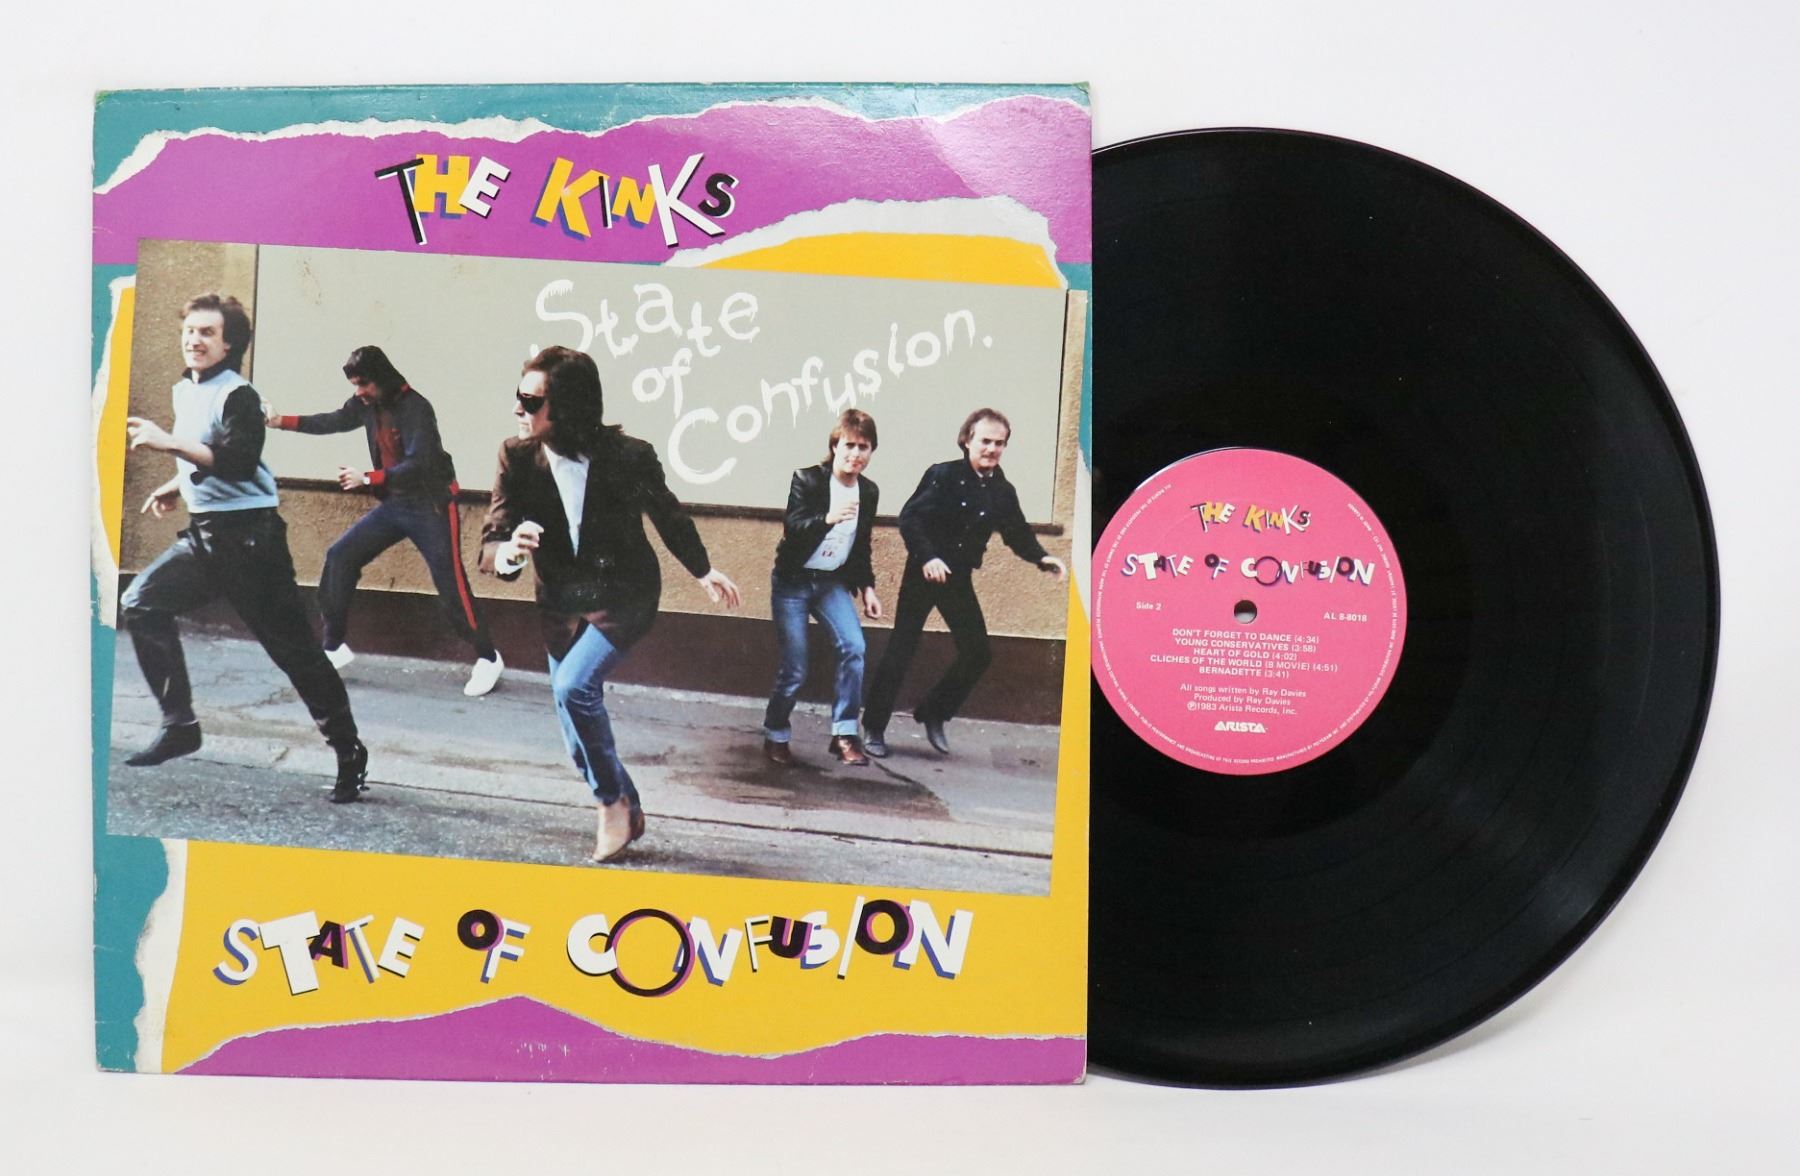 THE KINKS
State
of
Confusion.
STATE OF CONFUSION
THE KINKS
STATE OF CONFUSION
Side 2
AL 8-8018
DON'T FORGET TO DANCE (4:34)
YOUNG CONSERVATIVES (3:58)
HEART OF GOLD (4:02)
CLICHES OF THE WORLD (B MOVIE) (4:51)
BERNADETTE (3:41)
All songs written by Ray Davies
Produced by Ray Davies
℗1983 Arista Records, Inc.
ARISTA